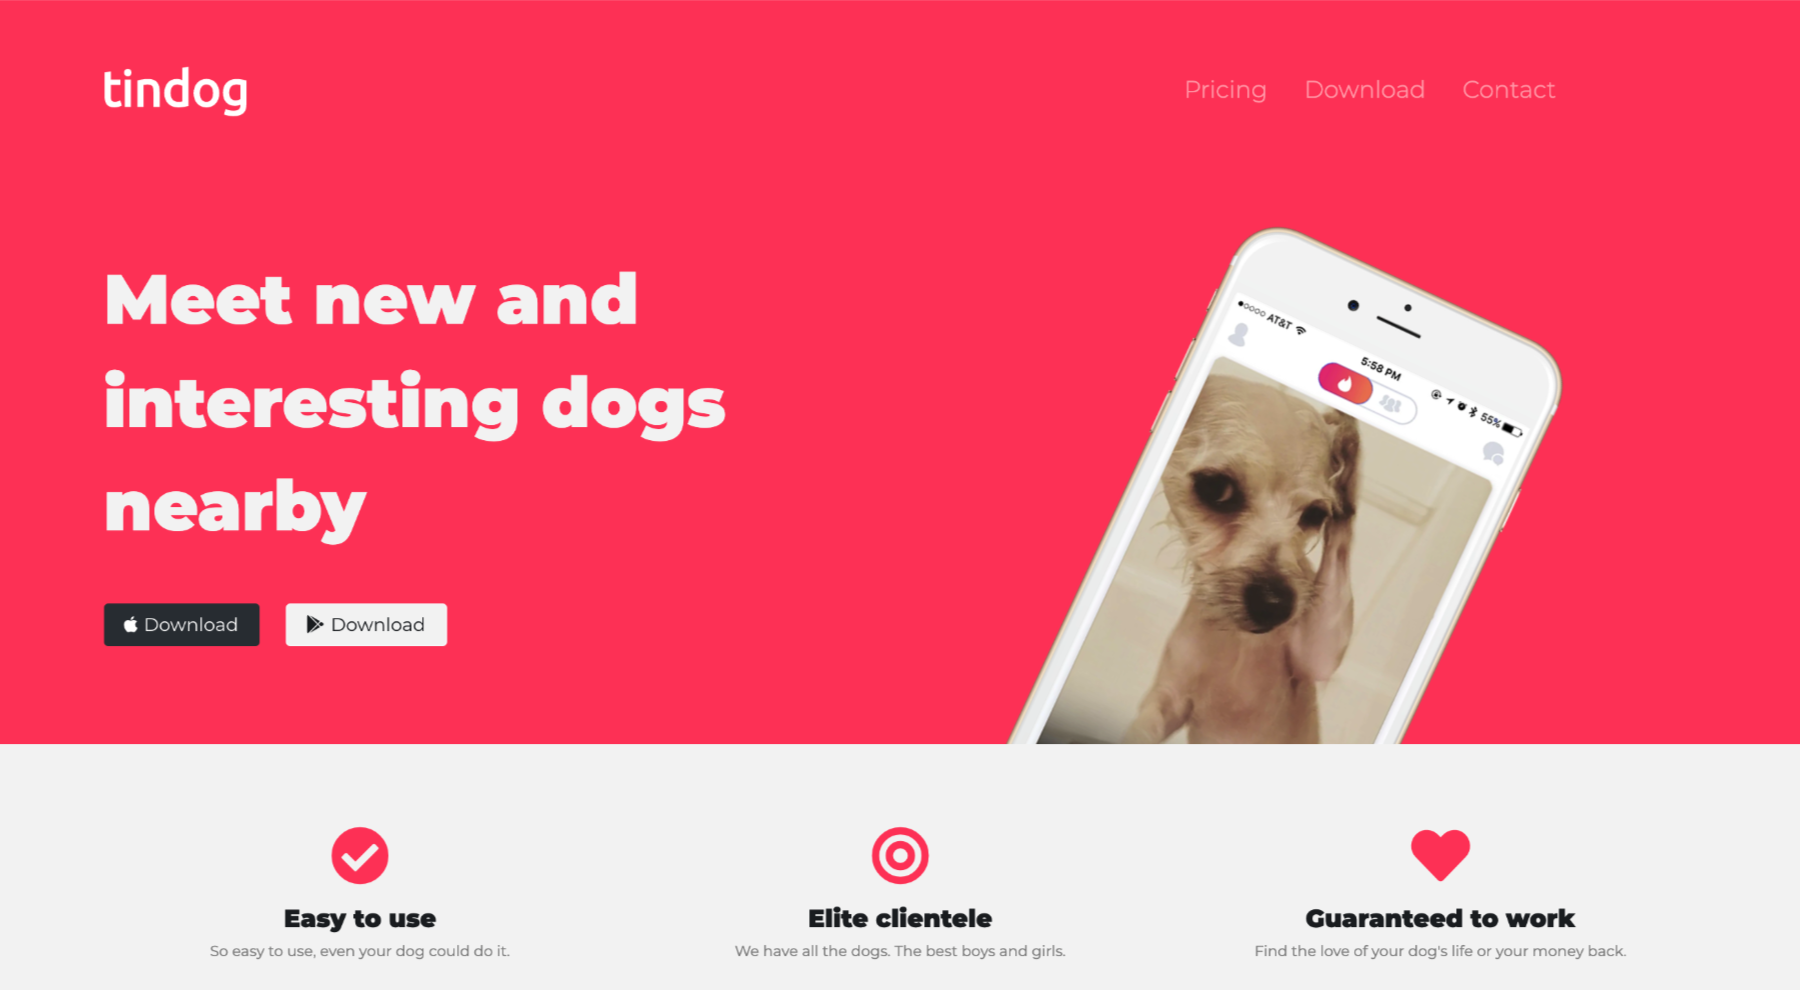 tindog
Pricing Download Contact
Meet new and
interesting dogs
nearby
Download Download
AT&T
5:58 PM
55%
Easy to use
So easy to use, even your dog could do it.
Elite clientele
We have all the dogs. The best boys and girls.
Guaranteed to work
Find the love of your dog's life or your money back.